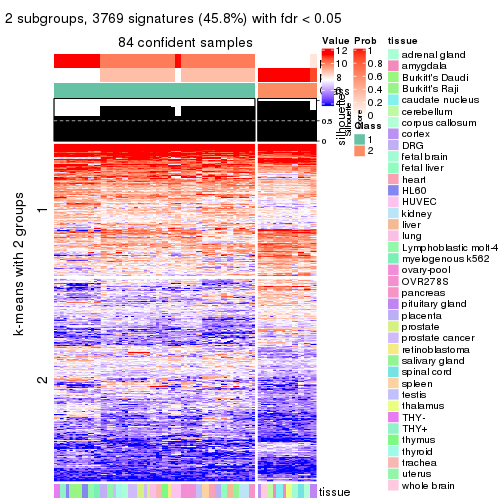 2 subgroups, 3769 signatures (45.8%) with fdr < 0.05
84 confident samples
k-means with 2 groups
1
2
1
0.5
0
silhouette
score
Value
12
10
8
6
4
Prob
1
0.8
0.6
0.4
0.2
0
Class
1
2
tissue
adrenal gland
amygdala
Burkitt's Daudi
Burkitt's Raji
caudate nucleus
cerebellum
corpus callosum
cortex
DRG
fetal brain
fetal liver
heart
HL60
HUVEC
kidney
liver
lung
Lymphoblastic molt-4
myelogenous k562
ovary-pool
OVR278S
pancreas
pituitary gland
placenta
prostate
prostate cancer
retinoblastoma
salivary gland
spinal cord
spleen
testis
thalamus
THY-
THY+
thymus
thyroid
trachea
uterus
whole brain
tissue